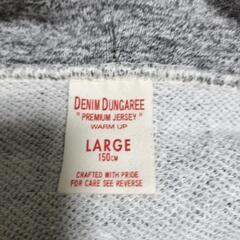 DENIM DUNGAREE
"PREMIUM JERSEY"
WARM UP
LARGE
150CM
CRAFTED WITH PRIDE
FOR CARE SEE REVERSE